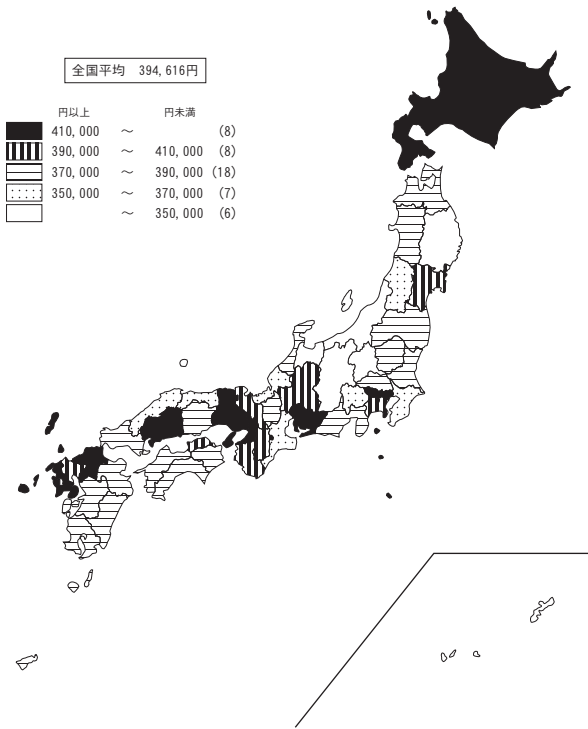 全国平均　394,616円
円以上　円未満
410,000　～　(8)
390,000　～　410,000　(8)
370,000　～　390,000　(18)
350,000　～　370,000　(7)
～　350,000　(6)